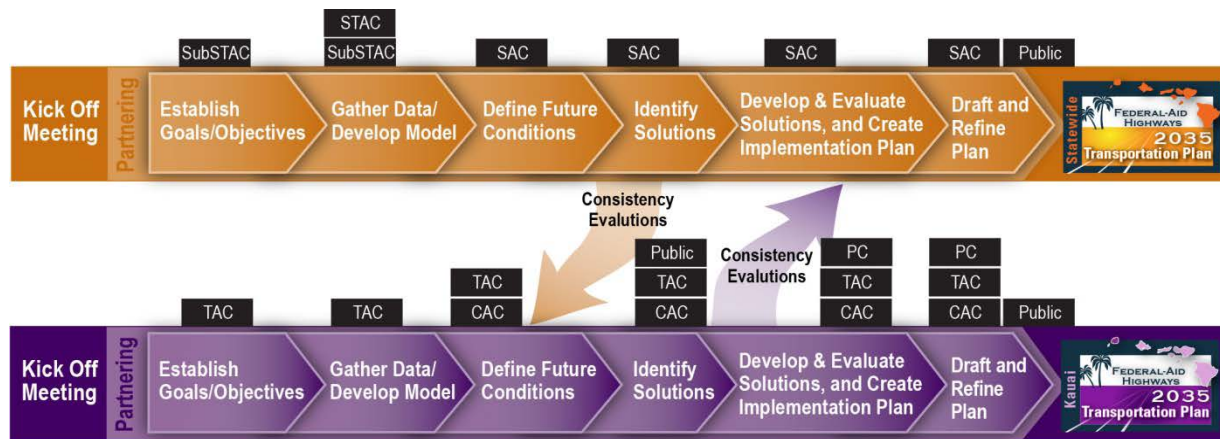 STAC
SubSTAC
SubSTAC
SAC
SAC
SAC
SAC
Public
Kick Off
Meeting
Partnering
Establish
Goals/Objectives
Gather Data/
Develop Model
Define Future
Conditions
Identify
Solutions
Develop & Evaluate
Solutions, and Create
Implementation Plan
Draft and
Refine
Plan
Statewide
FEDERAL-AID
HIGHWAYS
2035
Transportation Plan
Consistency
Evalutions
Consistency
Evalutions
TAC
TAC
TAC
CAC
Public
TAC
CAC
PC
TAC
CAC
PC
TAC
CAC
Public
Kick Off
Meeting
Partnering
Establish
Goals/Objectives
Gather Data/
Develop Model
Define Future
Conditions
Identify
Solutions
Develop & Evaluate
Solutions, and Create
Implementation Plan
Draft and
Refine
Plan
Kauai
FEDERAL-AID
HIGHWAYS
2035
Transportation Plan